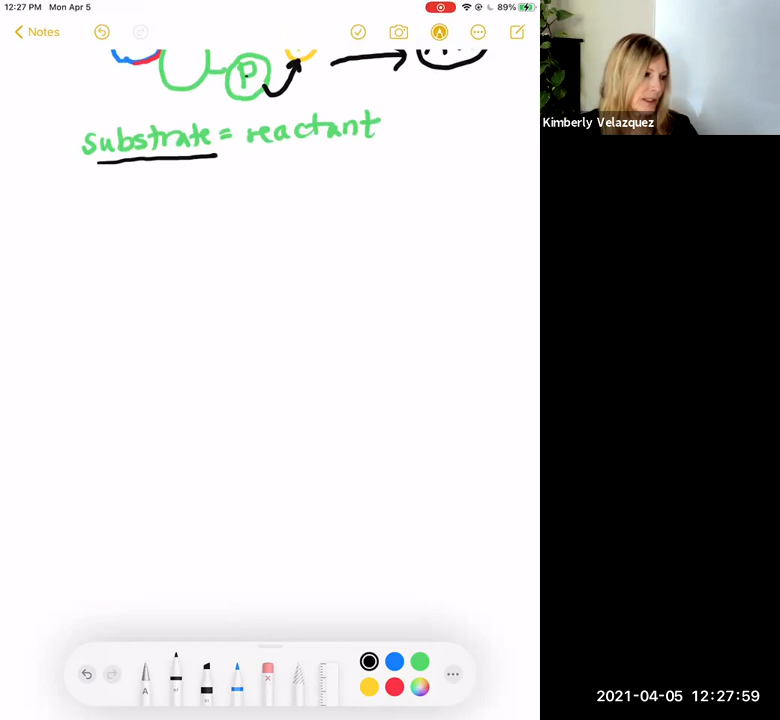 12:27 PM Mon Apr 5
89%
Notes
P
substrate = reactant
Kimberly Velazquez
A
2021-04-05 12:27:59